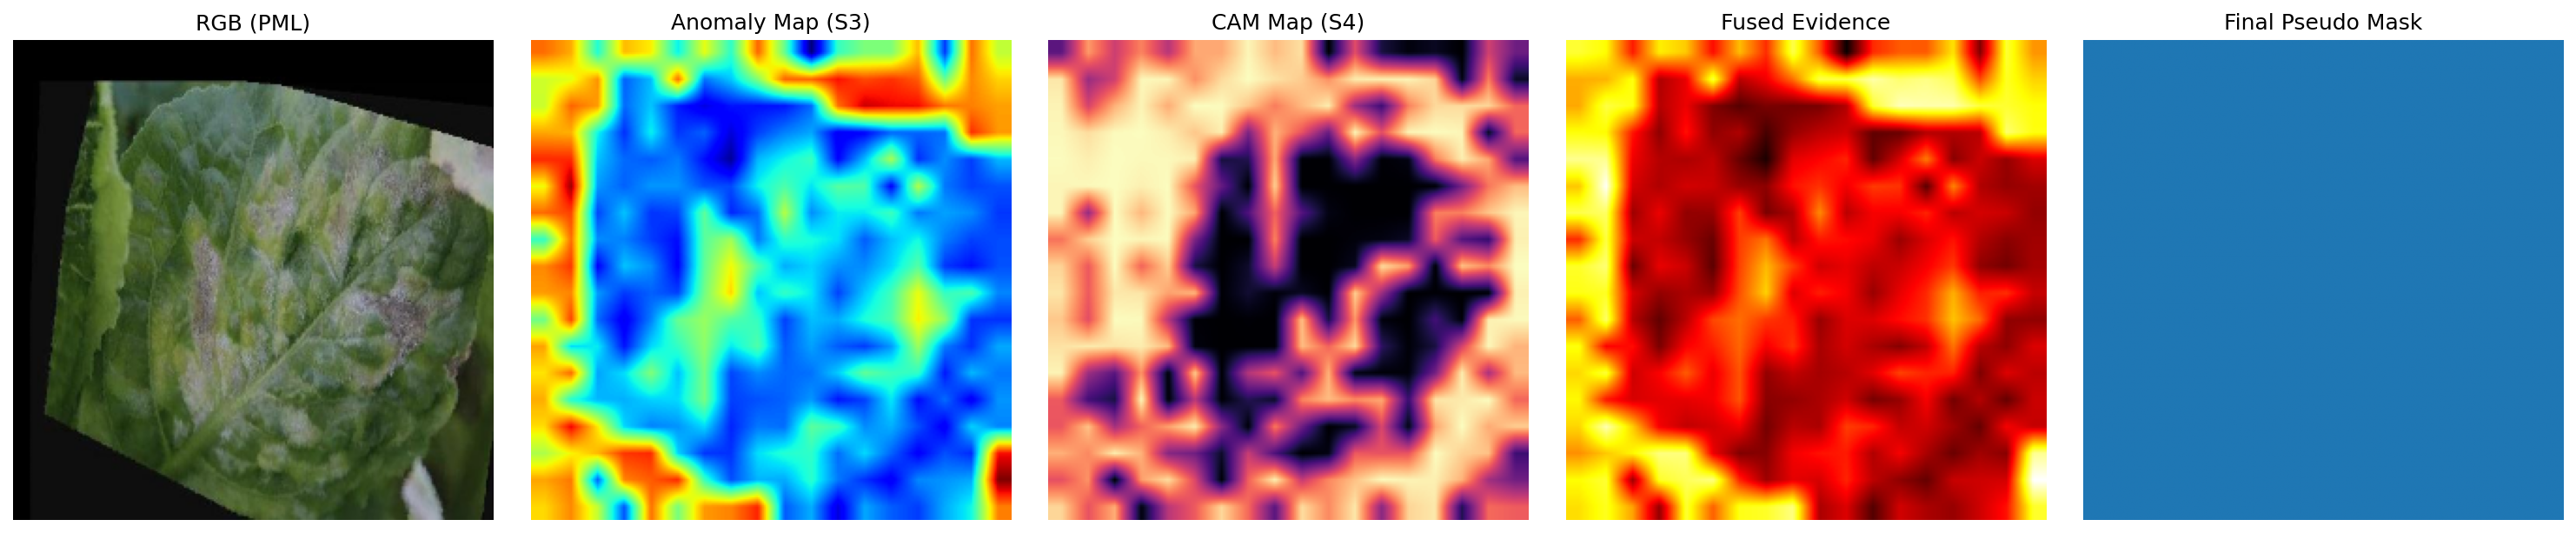 RGB (PML)
Anomaly Map (S3)
CAM Map (S4)
Fused Evidence
Final Pseudo Mask